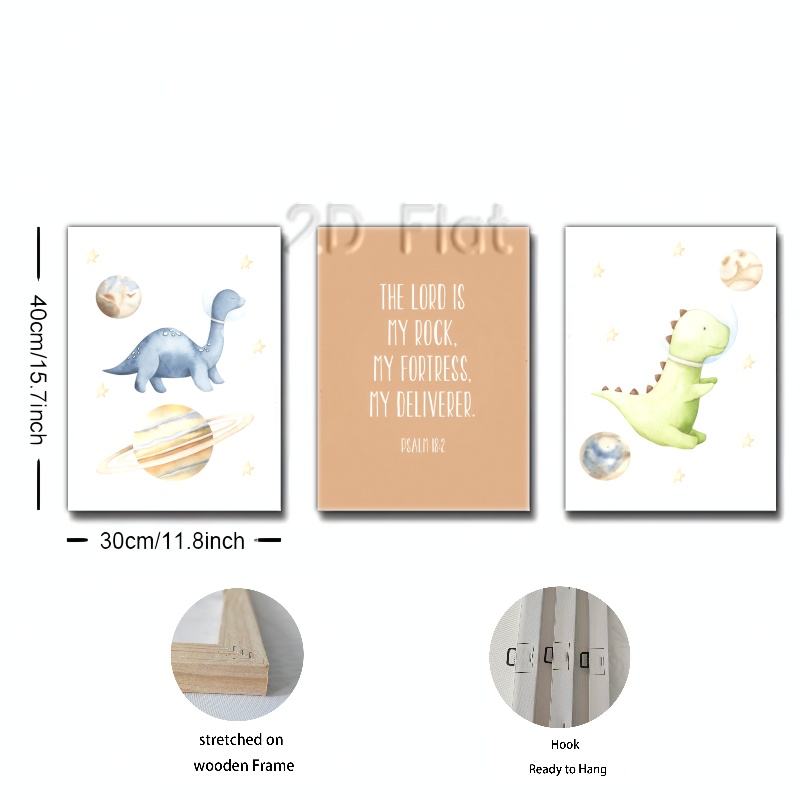 2D Flat
40cm/15.7inch
THE LORD IS
MY ROCK,
MY FORTRESS,
MY DELIVERER.
PSALM 18:2
30cm/11.8inch
stretched on
wooden Frame
Hook
Ready to Hang